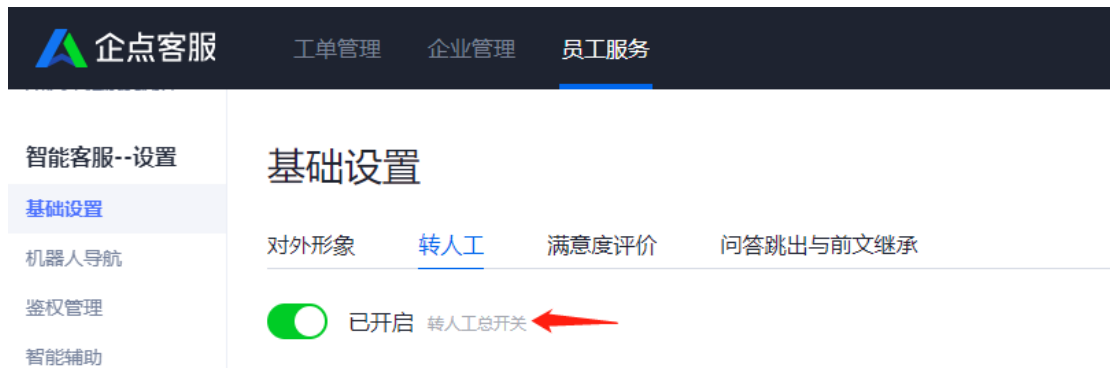 企点客服 工单管理 企业管理 员工服务
智能客服--设置
基础设置
机器人导航
鉴权管理
智能辅助
基础设置
对外形象 转人工 满意度评价 问答跳出与前文继承
已开启 转人工总开关